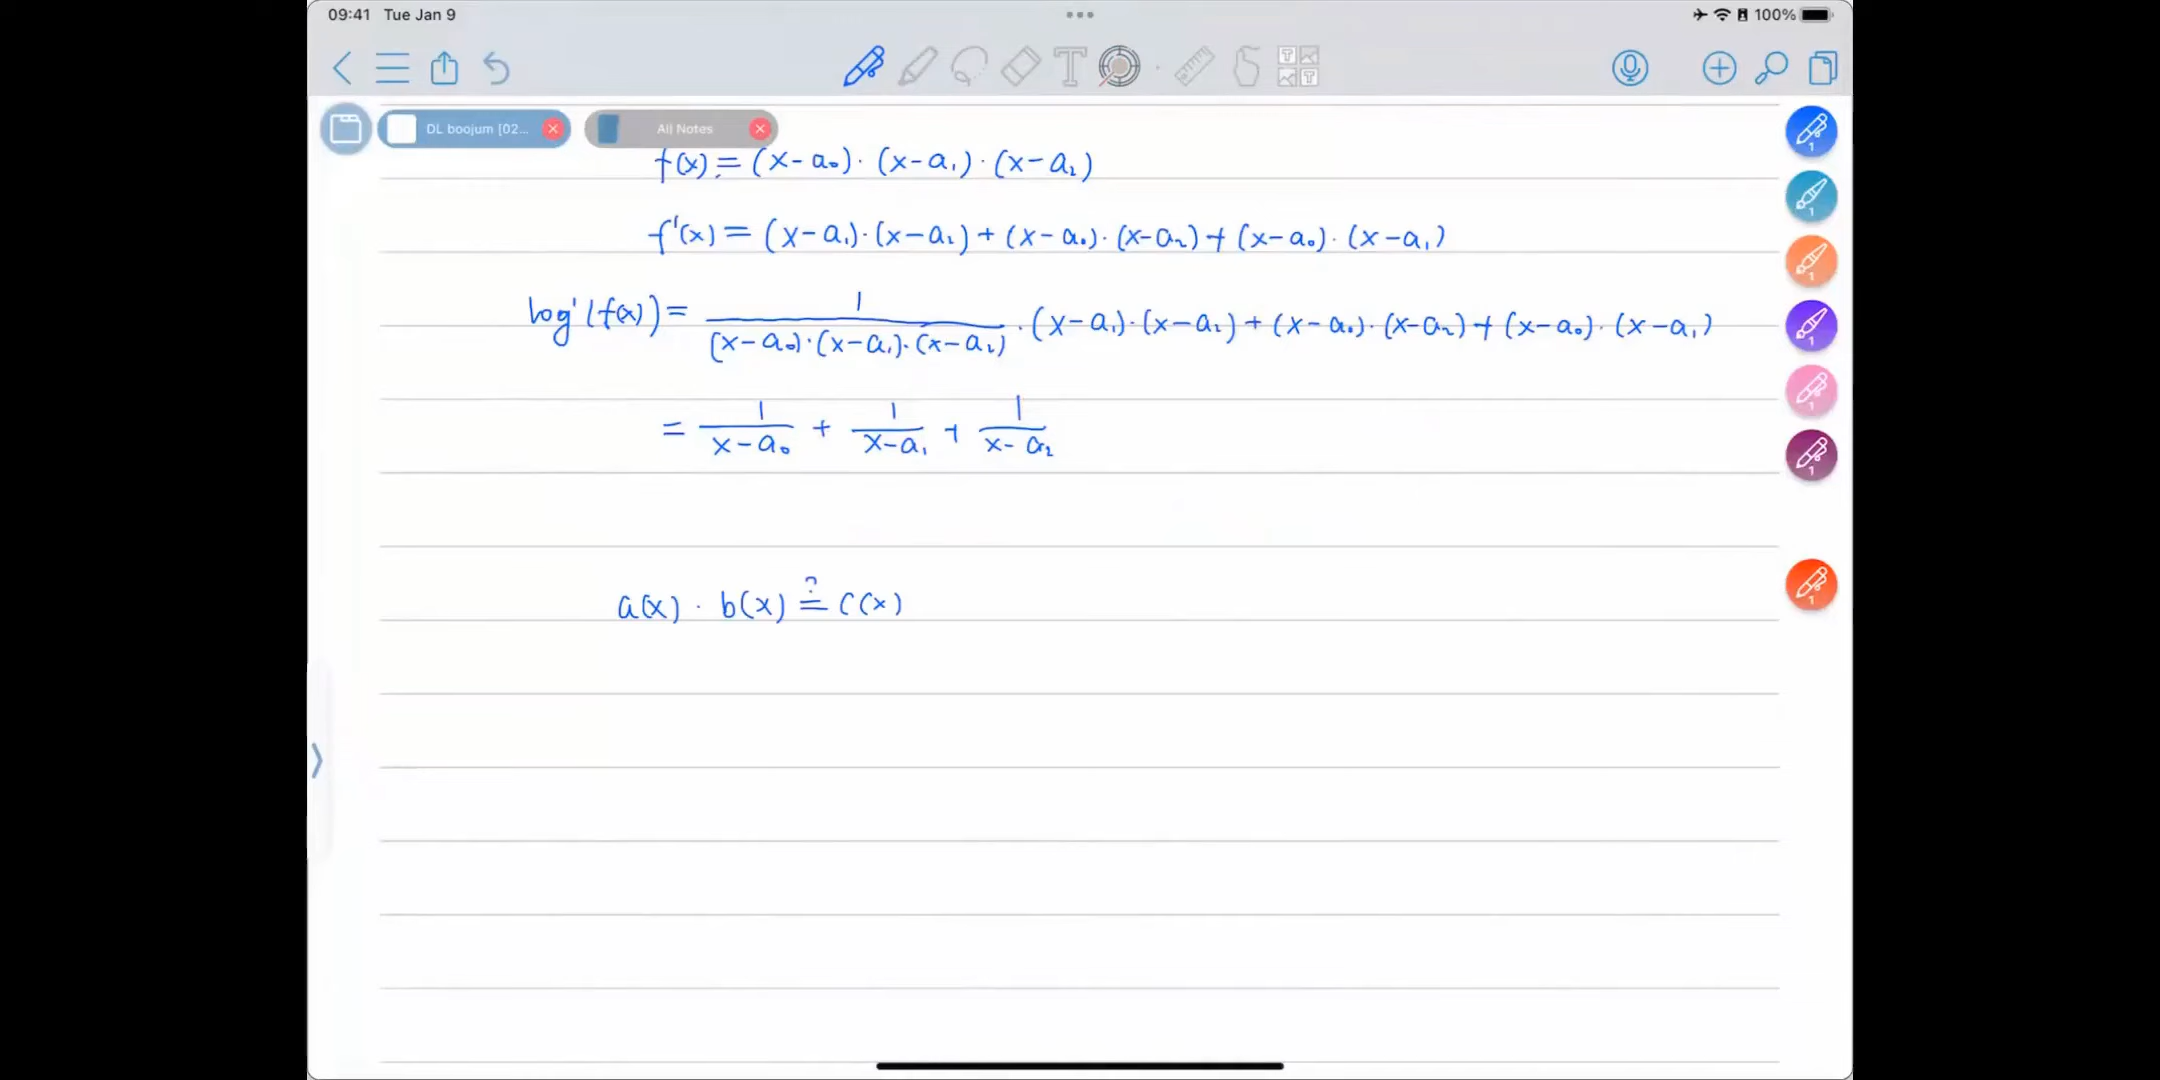 09:41 Tue Jan 9 100%
DL boojum [02... All Notes
f(x) = (x-a₀)·(x-a₁)·(x-a₂)
f'(x) = (x-a₁)·(x-a₂)+(x-a₀)·(x-a₂)+(x-a₀)·(x-a₁)
log'(f(x)) = 1/((x-a₀)·(x-a₁)·(x-a₂)) ·(x-a₁)·(x-a₂)+(x-a₀)·(x-a₂)+(x-a₀)·(x-a₁)
= 1/(x-a₀) + 1/(x-a₁) + 1/(x-a₂)
a(x) · b(x) ≟ C(x)